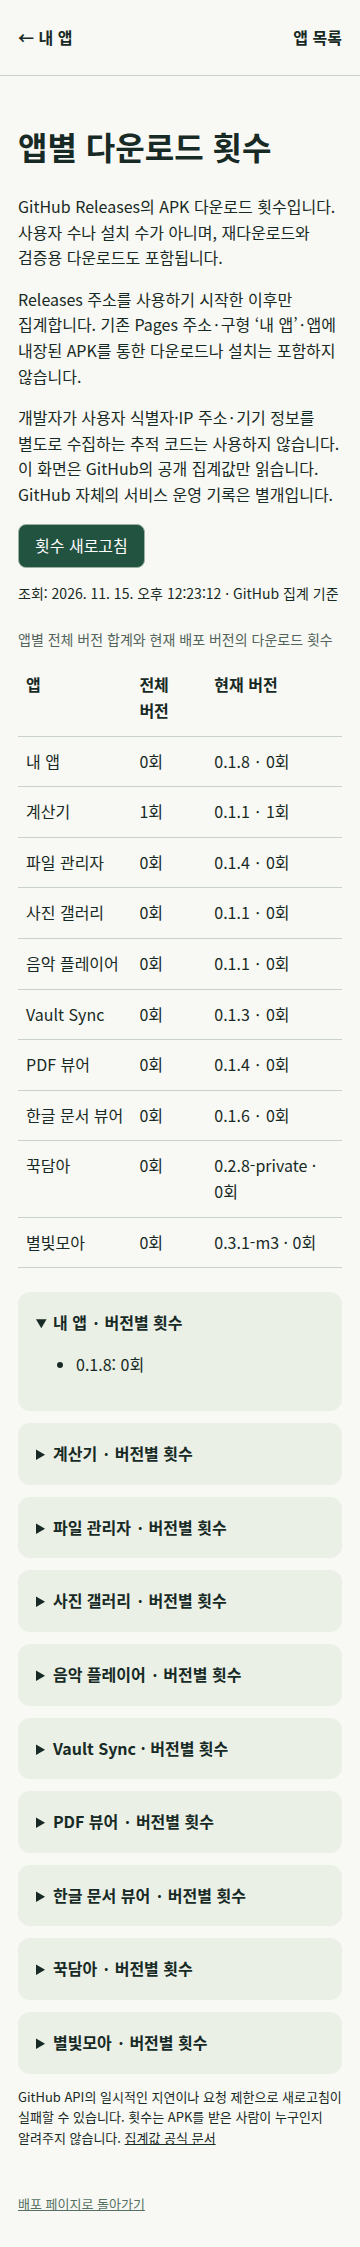 ← 내 앱
앱 목록
앱별 다운로드 횟수
GitHub Releases의 APK 다운로드 횟수입니다.
사용자 수나 설치 수가 아니며, 재다운로드와
검증용 다운로드도 포함됩니다.
Releases 주소를 사용하기 시작한 이후만
집계합니다. 기존 Pages 주소·구형 ‘내 앱’·앱에
내장된 APK를 통한 다운로드나 설치는 포함하지
않습니다.
개발자가 사용자 식별자·IP 주소·기기 정보를
별도로 수집하는 추적 코드는 사용하지 않습니다.
이 화면은 GitHub의 공개 집계값만 읽습니다.
GitHub 자체의 서비스 운영 기록은 별개입니다.
횟수 새로고침
조회: 2026. 11. 15. 오후 12:23:12 · GitHub 집계 기준
앱별 전체 버전 합계와 현재 배포 버전의 다운로드 횟수
앱 전체 버전 현재 버전
내 앱 0회 0.1.8 · 0회
계산기 1회 0.1.1 · 1회
파일 관리자 0회 0.1.4 · 0회
사진 갤러리 0회 0.1.1 · 0회
음악 플레이어 0회 0.1.1 · 0회
Vault Sync 0회 0.1.3 · 0회
PDF 뷰어 0회 0.1.4 · 0회
한글 문서 뷰어 0회 0.1.6 · 0회
꾹담아 0회 0.2.8-private · 0회
별빛모아 0회 0.3.1-m3 · 0회
▼ 내 앱 · 버전별 횟수
• 0.1.8: 0회
▶ 계산기 · 버전별 횟수
▶ 파일 관리자 · 버전별 횟수
▶ 사진 갤러리 · 버전별 횟수
▶ 음악 플레이어 · 버전별 횟수
▶ Vault Sync · 버전별 횟수
▶ PDF 뷰어 · 버전별 횟수
▶ 한글 문서 뷰어 · 버전별 횟수
▶ 꾹담아 · 버전별 횟수
▶ 별빛모아 · 버전별 횟수
GitHub API의 일시적인 지연이나 요청 제한으로 새로고침이
실패할 수 있습니다. 횟수는 APK를 받은 사람이 누구인지
알려주지 않습니다. 집계값 공식 문서
배포 페이지로 돌아가기